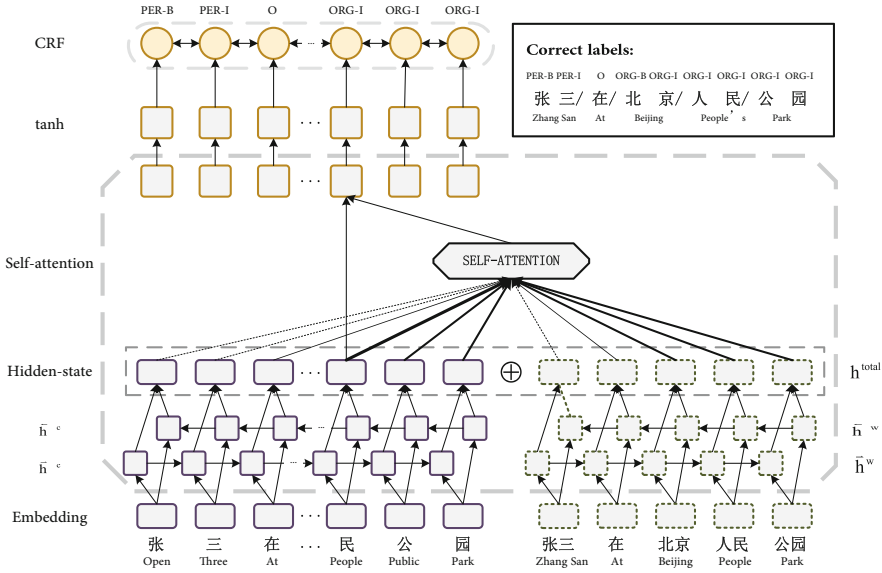 PER-B PER-I O ORG-I ORG-I ORG-I
CRF ...
Correct labels:
PER-B PER-I O ORG-B ORG-I ORG-I ORG-I ORG-I ORG-I
张 三/ 在/ 北 京/ 人 民/ 公 园
Zhang San At Beijing People's Park
tanh ...
...
Self-attention
SELF-ATTENTION
Hidden-state ... ⊕ h^total
h̄ ᶜ ... h̄ ʷ
h̄ ᶜ ... h̄ ᵂ
Embedding ...
张 三 在 ... 民 公 园 张三 在 北京 人民 公园
Open Three At People Public Park Zhang San At Beijing People Park